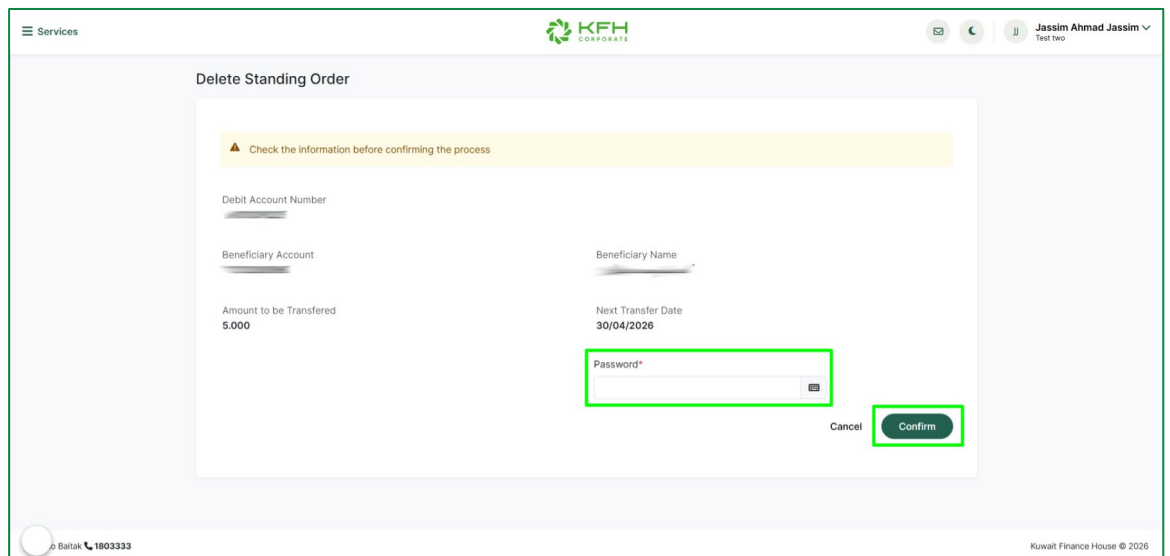 Services
KFH
CORPORATE
JJ
Jassim Ahmad Jassim
Test two
Delete Standing Order
Check the information before confirming the process
Debit Account Number
Beneficiary Account
Beneficiary Name
Amount to be Transfered
5.000
Next Transfer Date
30/04/2026
Password*
Cancel
Confirm
Baitak 1803333
Kuwait Finance House © 2026